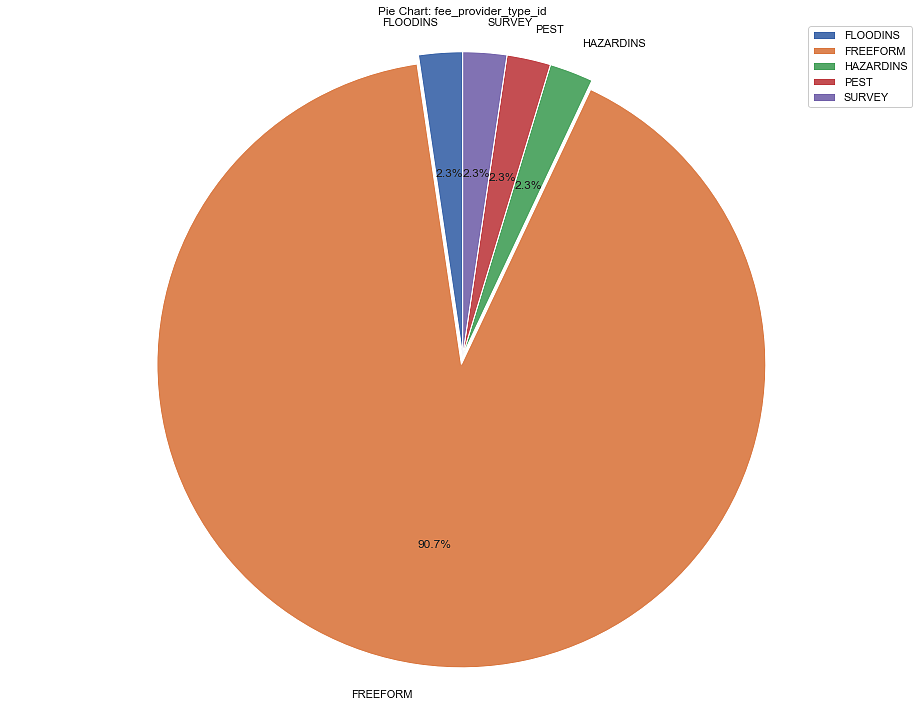 Pie Chart: fee_provider_type_id
FLOODINS
SURVEY
PEST
HAZARDINS
FLOODINS
FREEFORM
HAZARDINS
PEST
SURVEY
2.3%
2.3%
2.3%
2.3%
90.7%
FREEFORM